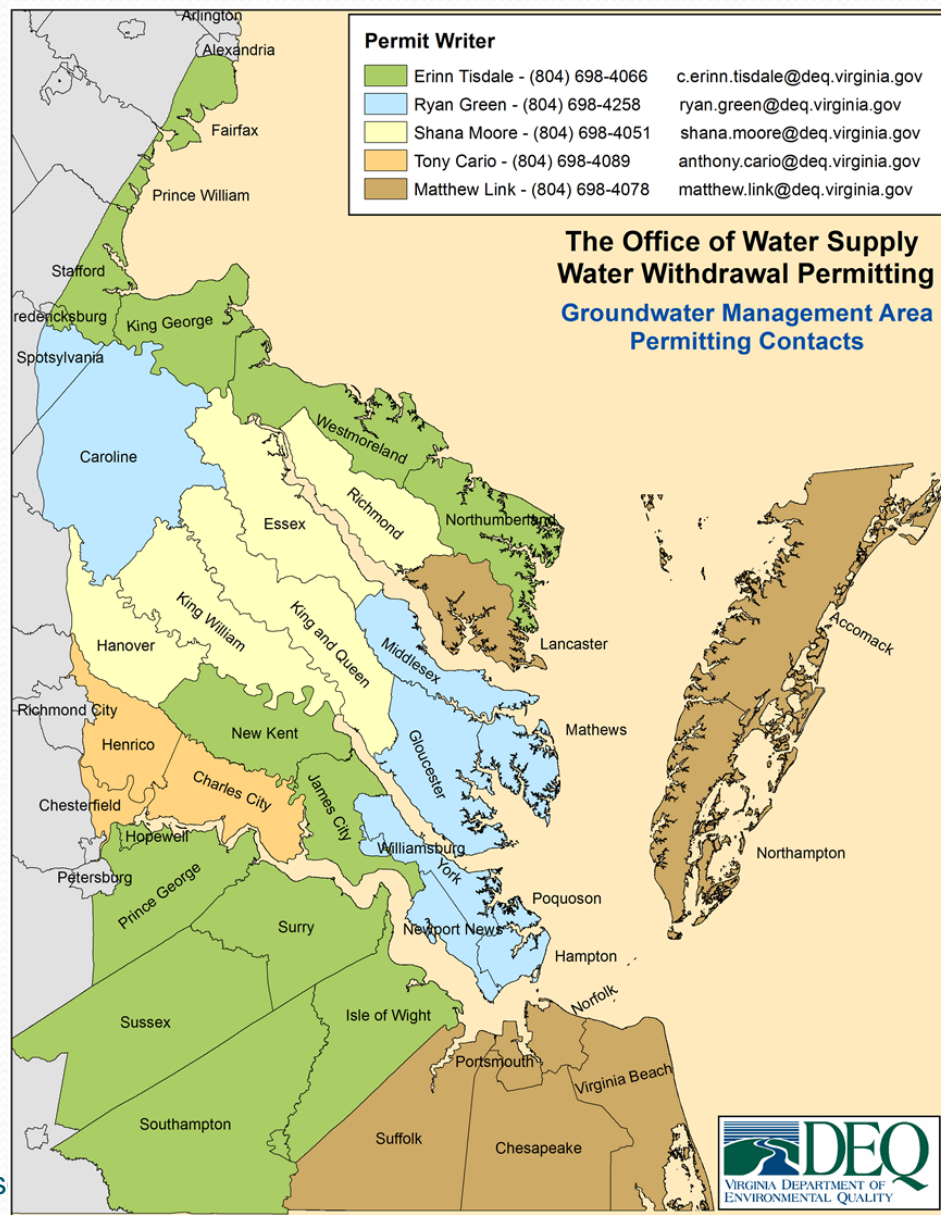 Arlington
Alexandria
Fairfax
Prince William
Stafford
redericksburg
King George
Spotsylvania
Caroline
Westmoreland
Richmond
Northumberland
Essex
King William
King and Queen
Hanover
Lancaster
Middlesex
Accomack
Richmond City
New Kent
Mathews
Henrico
Gloucester
Charles City
James City
Chesterfield
Hopewell
Williamsburg
York
Northampton
Petersburg
Prince George
Poquoson
Surry
Newport News
Hampton
Norfolk
Isle of Wight
Sussex
Portsmouth
Virginia Beach
Southampton
Suffolk
Chesapeake
Permit Writer
Erinn Tisdale - (804) 698-4066 c.erinn.tisdale@deq.virginia.gov
Ryan Green - (804) 698-4258 ryan.green@deq.virginia.gov
Shana Moore - (804) 698-4051 shana.moore@deq.virginia.gov
Tony Cario - (804) 698-4089 anthony.cario@deq.virginia.gov
Matthew Link - (804) 698-4078 matthew.link@deq.virginia.gov
The Office of Water Supply
Water Withdrawal Permitting
Groundwater Management Area
Permitting Contacts
DEQ
VIRGINIA DEPARTMENT OF
ENVIRONMENTAL QUALITY
s